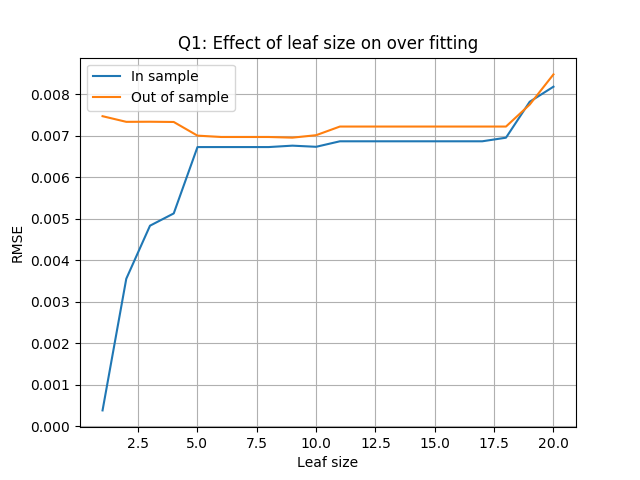 Q1: Effect of leaf size on over fitting
In sample
Out of sample
0.008
0.007
0.006
0.005
0.004
0.003
0.002
0.001
0.000
RMSE
2.5 5.0 7.5 10.0 12.5 15.0 17.5 20.0
Leaf size